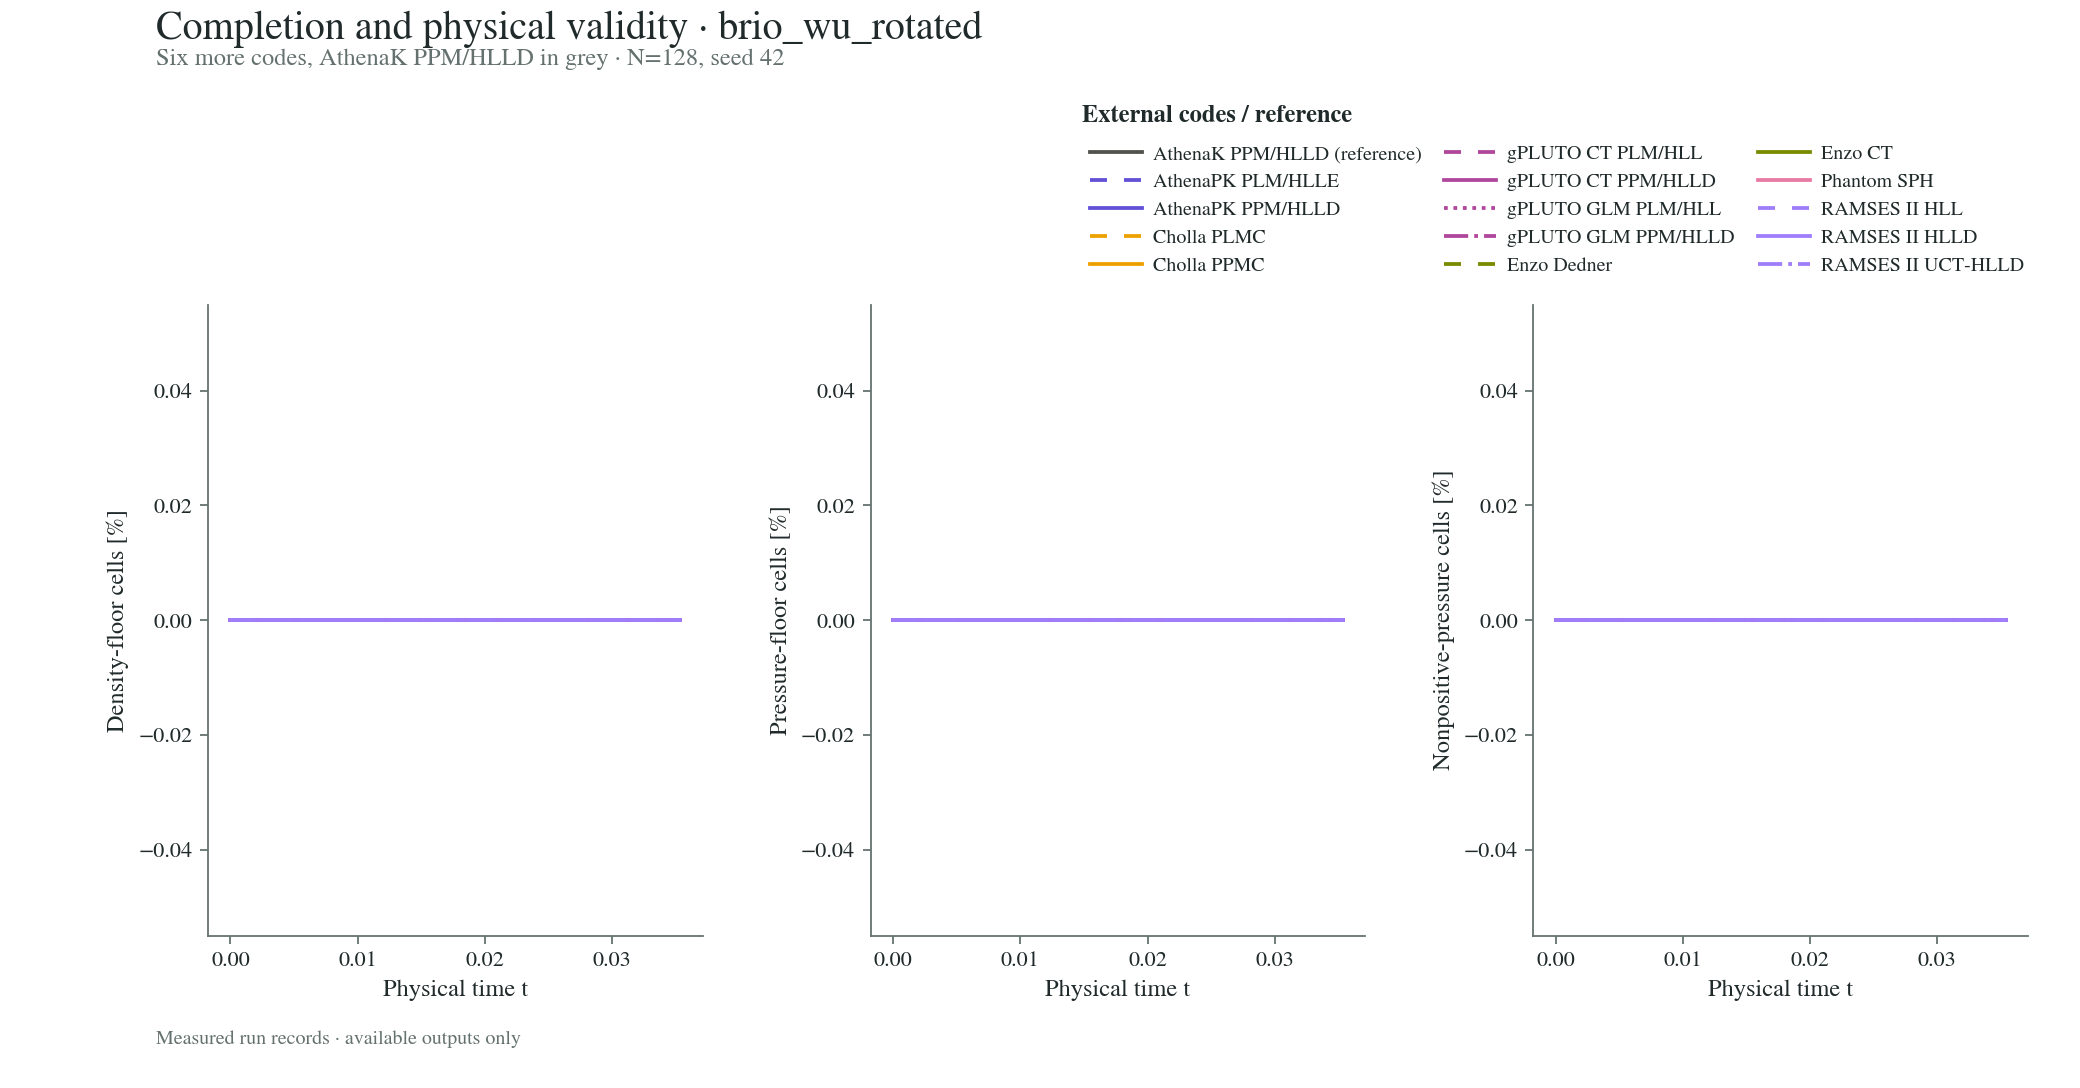 Completion and physical validity · brio_wu_rotated
Six more codes, AthenaK PPM/HLLD in grey · N=128, seed 42
External codes / reference
AthenaK PPM/HLLD (reference)
AthenaPK PLM/HLLE
AthenaPK PPM/HLLD
Cholla PLMC
Cholla PPMC
gPLUTO CT PLM/HLL
gPLUTO CT PPM/HLLD
gPLUTO GLM PLM/HLL
gPLUTO GLM PPM/HLLD
Enzo Dedner
Enzo CT
Phantom SPH
RAMSES II HLL
RAMSES II HLLD
RAMSES II UCT-HLLD
Density-floor cells [%]
0.04
0.02
0.00
−0.02
−0.04
0.00 0.01 0.02 0.03
Physical time t
Pressure-floor cells [%]
0.04
0.02
0.00
−0.02
−0.04
0.00 0.01 0.02 0.03
Physical time t
Nonpositive-pressure cells [%]
0.04
0.02
0.00
−0.02
−0.04
0.00 0.01 0.02 0.03
Physical time t
Measured run records · available outputs only